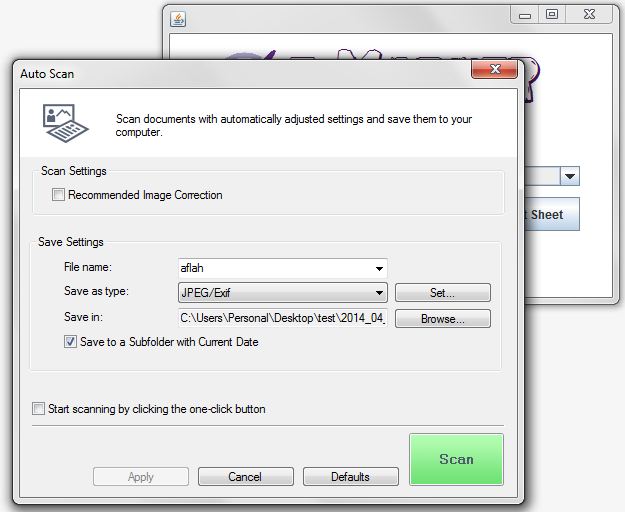 Auto Scan
Scan documents with automatically adjusted settings and save them to your
computer.
Scan Settings
Recommended Image Correction
Save Settings
File name:
aflah
Save as type:
JPEG/Exif
Set...
Save in:
C:\Users\Personal\Desktop\test\2014_04_
Browse...
Save to a Subfolder with Current Date
Start scanning by clicking the one-click button
Apply
Cancel
Defaults
Scan
Sheet